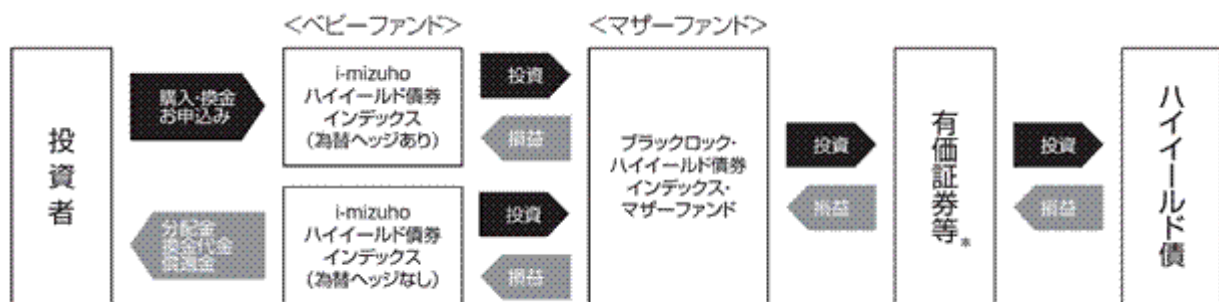 <ベビーファンド>
<マザーファンド>
投資者
購入・換金
お申込み
分配金
換金代金
償還金
i-mizuho
ハイイールド債券
インデックス
(為替ヘッジあり)
i-mizuho
ハイイールド債券
インデックス
(為替ヘッジなし)
投資
損益
投資
損益
ブラックロック・
ハイイールド債券
インデックス・
マザーファンド
投資
損益
有価証券等*
投資
損益
ハイイールド債